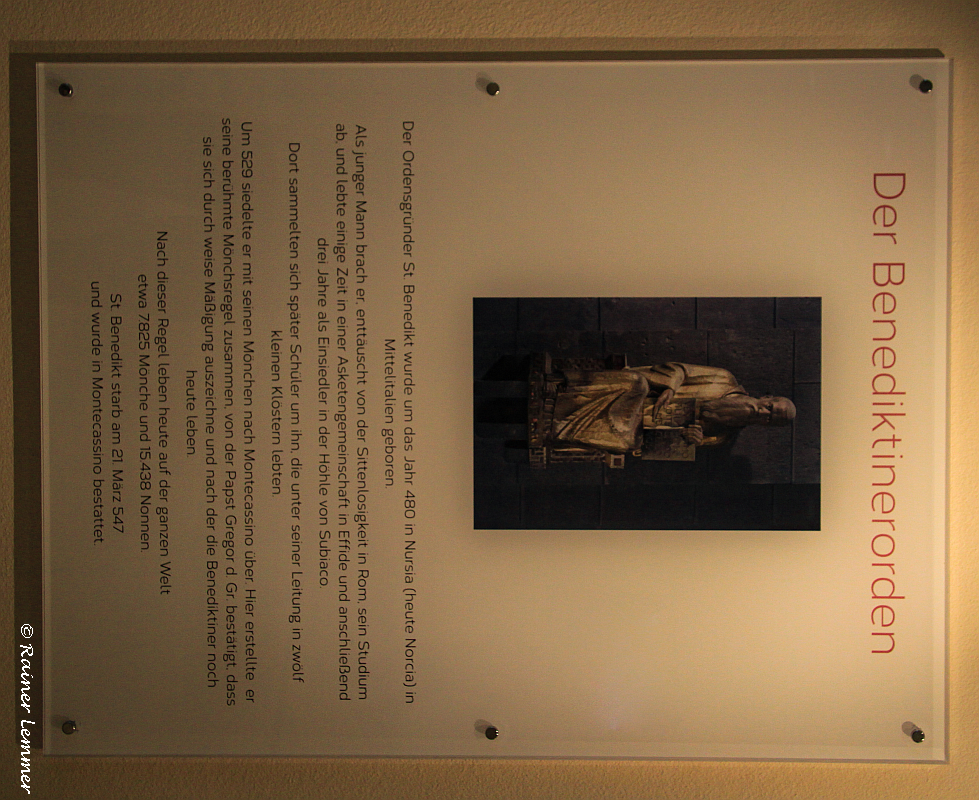 Der Benediktinerorden
Der Ordensgründer St. Benedikt wurde um das Jahr 480 in Nursia (heute Norcia) in
Mittelitalien geboren.
Als junger Mann brach er, enttäuscht von der Sittenlosigkeit in Rom, sein Studium
ab, und lebte einige Zeit in einer Asketengemeinschaft in Effide und anschließend
drei Jahre als Einsiedler in der Höhle von Subiaco.
Dort sammelten sich später Schüler um ihn, die unter seiner Leitung in zwölf
kleinen Klöstern lebten.
Um 529 siedelte er mit seinen Mönchen nach Montecassino über. Hier erstellte er
seine berühmte Mönchsregel zusammen, von der Papst Gregor d. Gr. bestätigt, dass
sie sich durch weise Mäßigung auszeichne und nach der die Benediktiner noch
heute leben.
Nach dieser Regel leben heute auf der ganzen Welt
etwa 7.825 Mönche und 15.438 Nonnen.
St. Benedikt starb am 21. März 547
und wurde in Montecassino bestattet.
© Rainer Lemmer